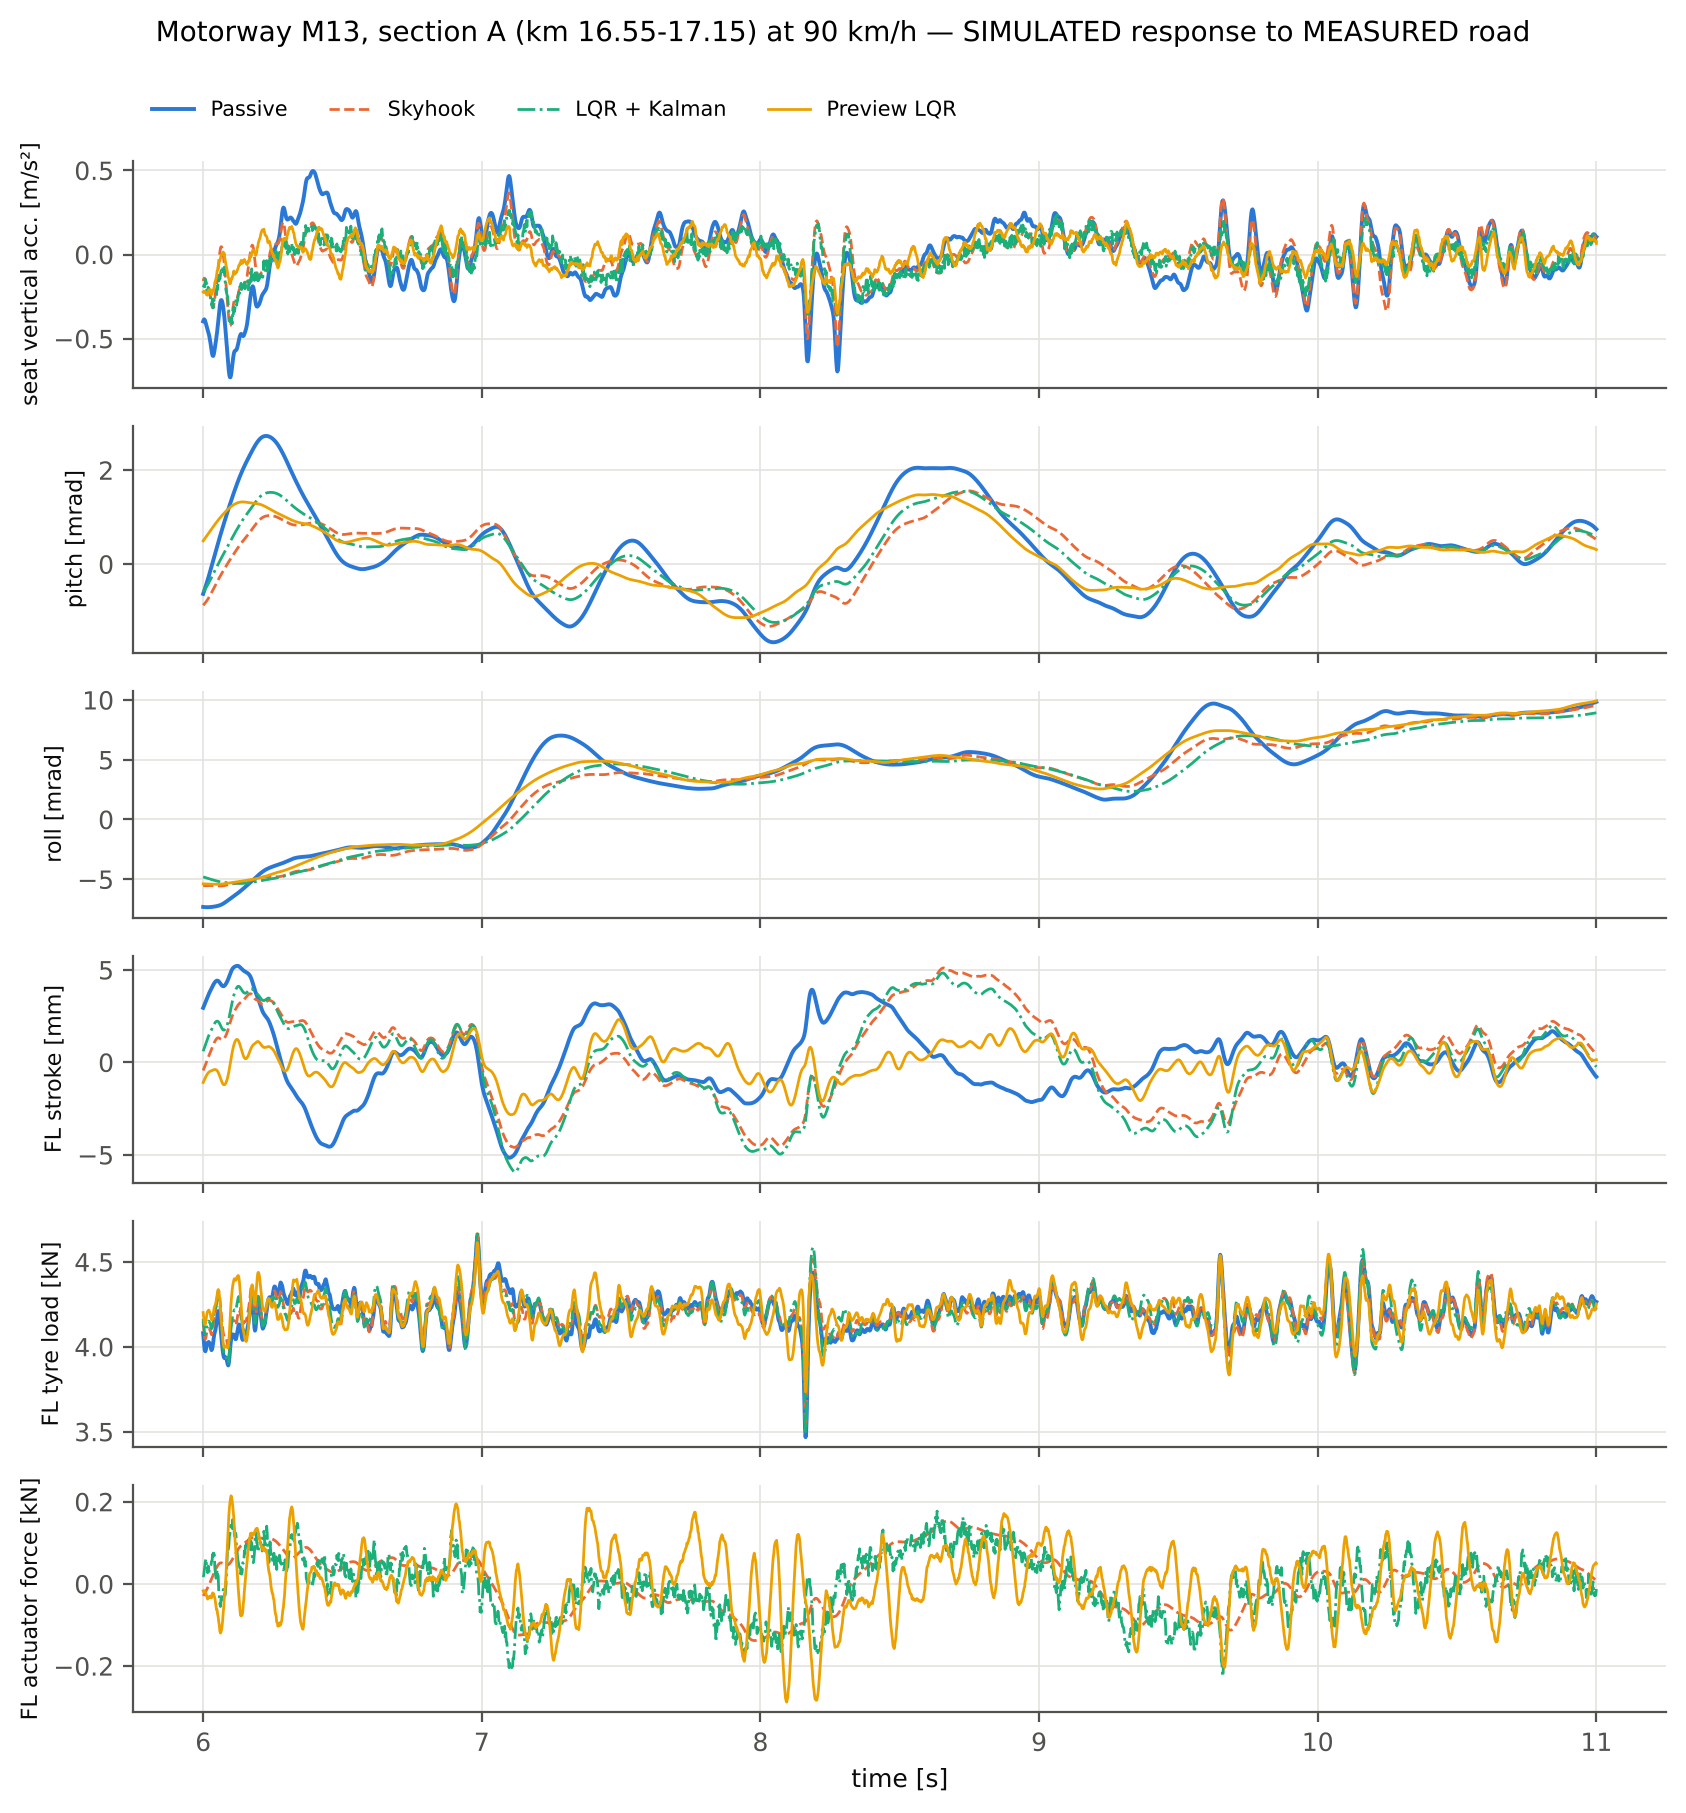 Motorway M13, section A (km 16.55-17.15) at 90 km/h — SIMULATED response to MEASURED road
Passive Skyhook LQR + Kalman Preview LQR
seat vertical acc. [m/s²]
0.5
0.0
−0.5
pitch [mrad]
2
0
roll [mrad]
10
5
0
−5
FL stroke [mm]
5
0
−5
FL tyre load [kN]
4.5
4.0
3.5
FL actuator force [kN]
0.2
0.0
−0.2
6 7 8 9 10 11
time [s]